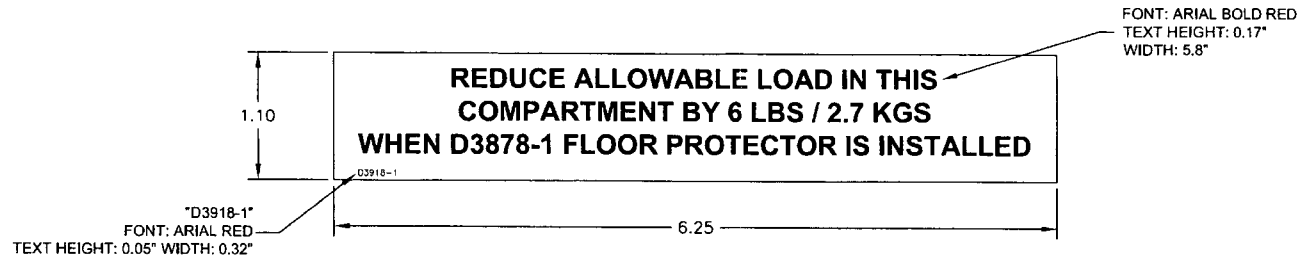 FONT: ARIAL BOLD RED
TEXT HEIGHT: 0.17"
WIDTH: 5.8"
REDUCE ALLOWABLE LOAD IN THIS
COMPARTMENT BY 6 LBS / 2.7 KGS
WHEN D3878-1 FLOOR PROTECTOR IS INSTALLED
1.10
D3918-1
"D3918-1"
FONT: ARIAL RED
TEXT HEIGHT: 0.05" WIDTH: 0.32"
6.25